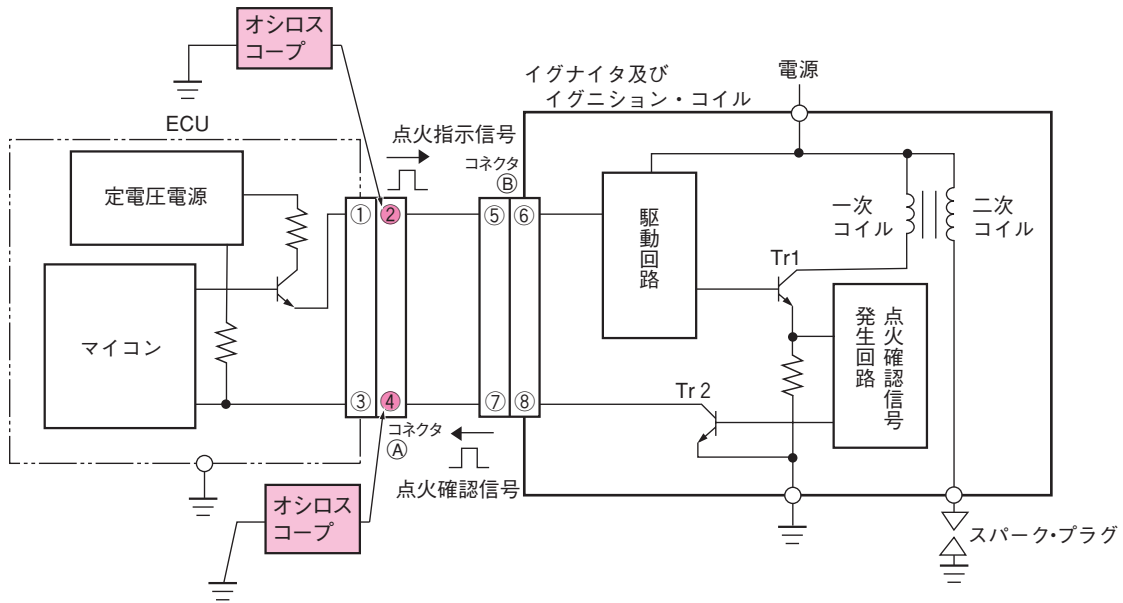 オシロス
コープ
ECU
定電圧電源
マイコン
点火指示信号
コネクタ
Ⓑ
① ② ⑤ ⑥
③ ④ ⑦ ⑧
コネクタ
Ⓐ
点火確認信号
オシロス
コープ
イグナイタ及び
イグニション・コイル
電源
駆動回路
一次
コイル
二次
コイル
Tr1
点火確認信号
発生回路
Tr 2
スパーク・プラグ